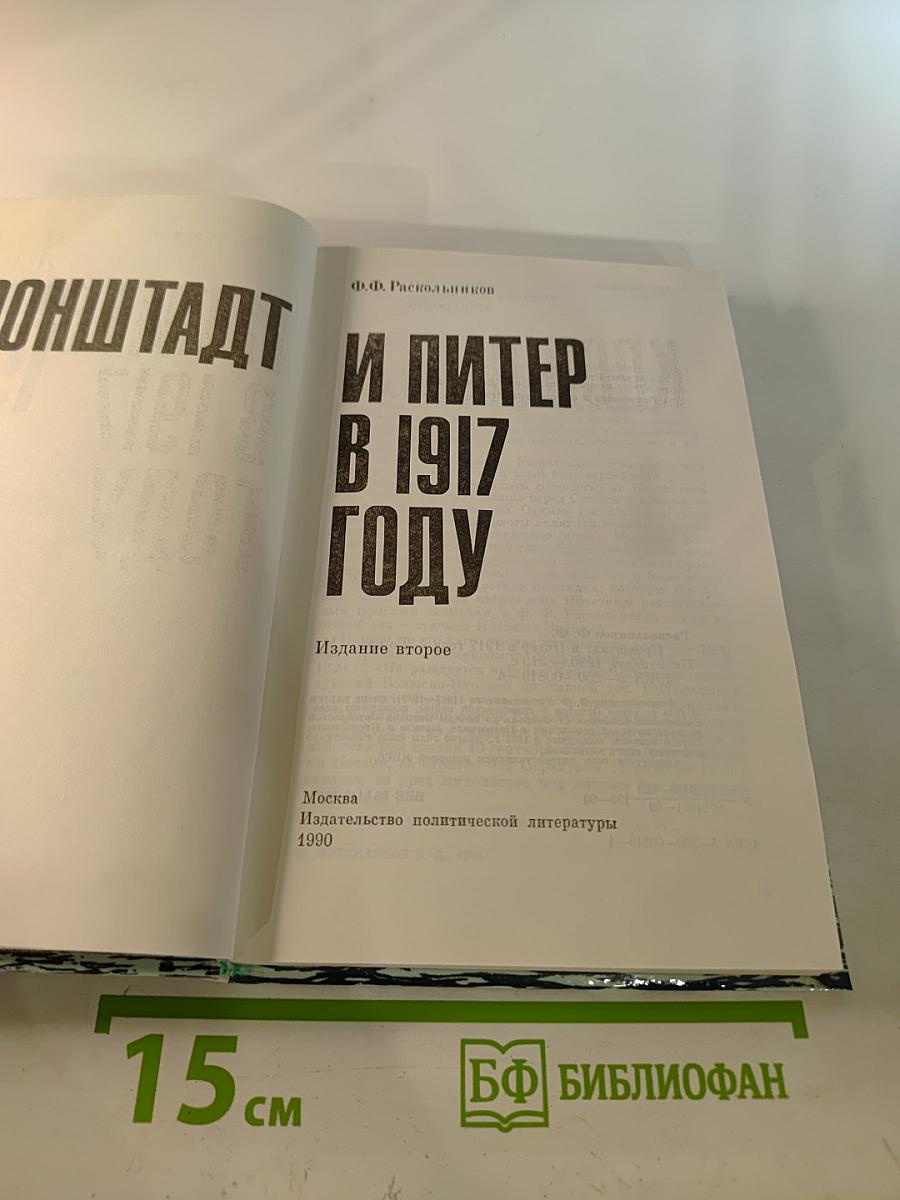 ОНШТАДТ
Ф.Ф. Раскольников
И ПИТЕР
В 1917
ГОДУ
Издание второе
Москва
Издательство политической литературы
1990
15 см
БФ БИБЛИОФАН